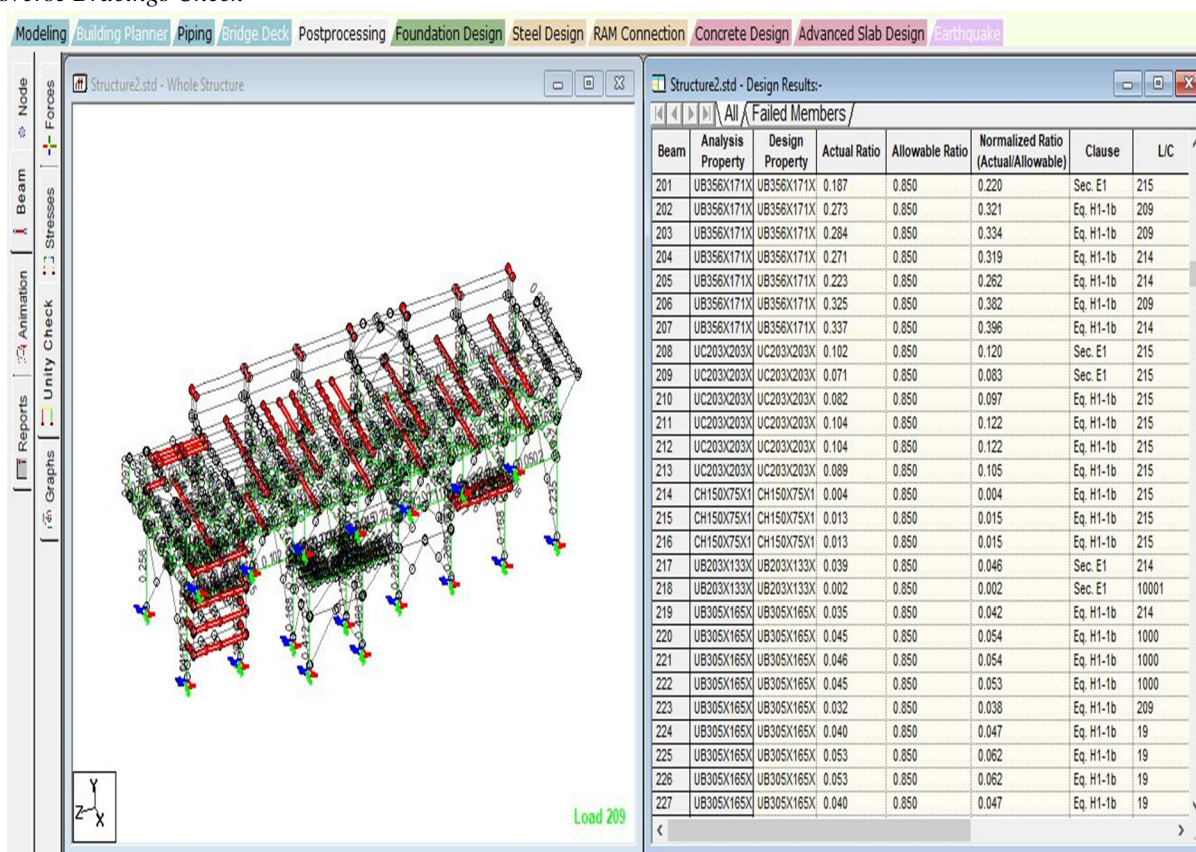 Modeling Building Planner Piping Bridge Deck Postprocessing Foundation Design Steel Design RAM Connection Concrete Design Advanced Slab Design Earthquake
Node
Beam
Animation
Reports
Forces
Stresses
Unity Check
Graphs
Structure2.std - Whole Structure
Load 209
Y
Z
X
Structure2.std - Design Results:-
All Failed Members
Beam Analysis Property Design Property Actual Ratio Allowable Ratio Normalized Ratio (Actual/Allowable) Clause L/C
201 UB356X171X UB356X171X 0.187 0.850 0.220 Sec. E1 215
202 UB356X171X UB356X171X 0.273 0.850 0.321 Eq. H1-1b 209
203 UB356X171X UB356X171X 0.284 0.850 0.334 Eq. H1-1b 209
204 UB356X171X UB356X171X 0.271 0.850 0.319 Eq. H1-1b 214
205 UB356X171X UB356X171X 0.223 0.850 0.262 Eq. H1-1b 214
206 UB356X171X UB356X171X 0.325 0.850 0.382 Eq. H1-1b 209
207 UB356X171X UB356X171X 0.337 0.850 0.396 Eq. H1-1b 214
208 UC203X203X UC203X203X 0.102 0.850 0.120 Sec. E1 215
209 UC203X203X UC203X203X 0.071 0.850 0.083 Sec. E1 215
210 UC203X203X UC203X203X 0.082 0.850 0.097 Eq. H1-1b 215
211 UC203X203X UC203X203X 0.104 0.850 0.122 Eq. H1-1b 215
212 UC203X203X UC203X203X 0.104 0.850 0.122 Eq. H1-1b 215
213 UC203X203X UC203X203X 0.089 0.850 0.105 Eq. H1-1b 215
214 CH150X75X1 CH150X75X1 0.004 0.850 0.004 Eq. H1-1b 215
215 CH150X75X1 CH150X75X1 0.013 0.850 0.015 Eq. H1-1b 215
216 CH150X75X1 CH150X75X1 0.013 0.850 0.015 Eq. H1-1b 215
217 UB203X133X UB203X133X 0.039 0.850 0.046 Sec. E1 214
218 UB203X133X UB203X133X 0.002 0.850 0.002 Sec. E1 10001
219 UB305X165X UB305X165X 0.035 0.850 0.042 Eq. H1-1b 214
220 UB305X165X UB305X165X 0.045 0.850 0.054 Eq. H1-1b 1000
221 UB305X165X UB305X165X 0.046 0.850 0.054 Eq. H1-1b 1000
222 UB305X165X UB305X165X 0.045 0.850 0.053 Eq. H1-1b 1000
223 UB305X165X UB305X165X 0.032 0.850 0.038 Eq. H1-1b 209
224 UB305X165X UB305X165X 0.040 0.850 0.047 Eq. H1-1b 19
225 UB305X165X UB305X165X 0.053 0.850 0.062 Eq. H1-1b 19
226 UB305X165X UB305X165X 0.053 0.850 0.062 Eq. H1-1b 19
227 UB305X165X UB305X165X 0.040 0.850 0.047 Eq. H1-1b 19